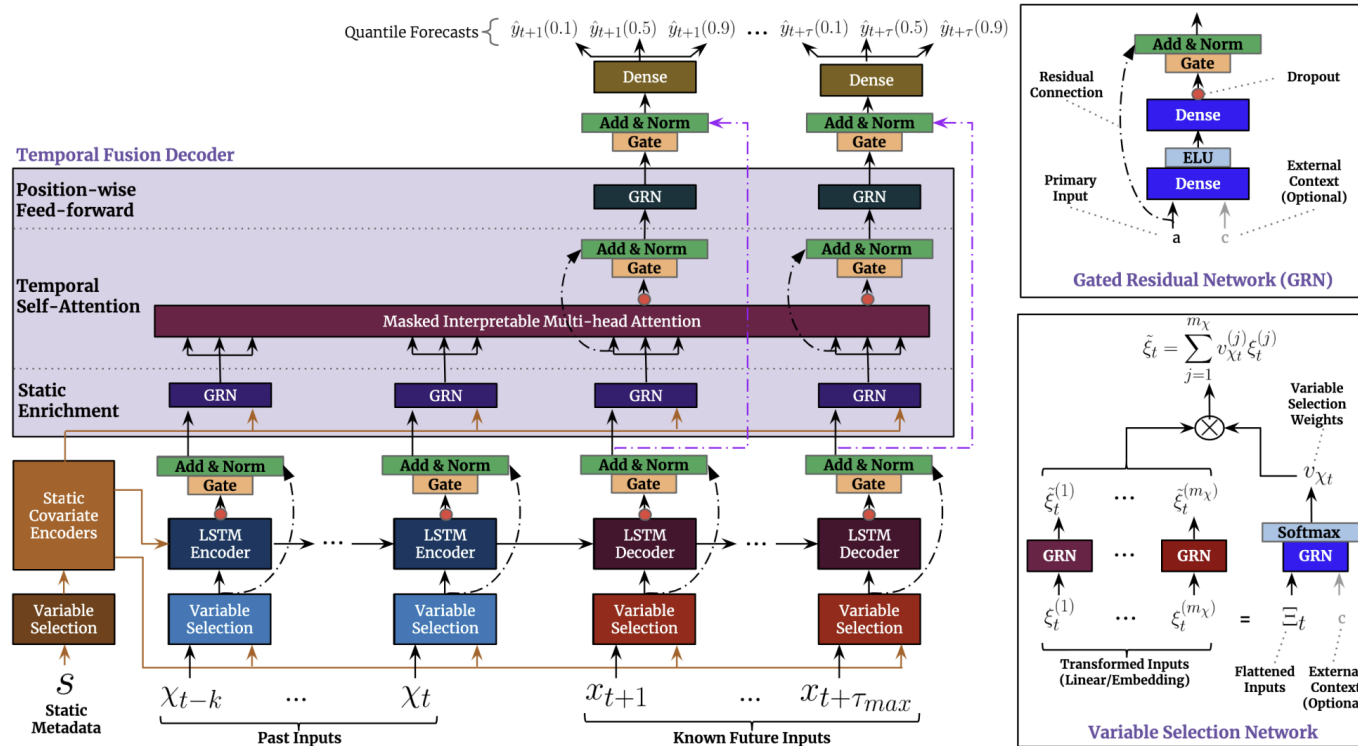 Quantile Forecasts { ŷt+1(0.1) ŷt+1(0.5) ŷt+1(0.9) ... ŷt+τ(0.1) ŷt+τ(0.5) ŷt+τ(0.9)
Dense Dense
Add & Norm Add & Norm
Gate Gate
Temporal Fusion Decoder
Position-wise
Feed-forward
GRN GRN
Add & Norm Add & Norm
Gate Gate
Temporal
Self-Attention
Masked Interpretable Multi-head Attention
Static
Enrichment
GRN GRN GRN GRN
Add & Norm Add & Norm Add & Norm Add & Norm
Gate Gate Gate Gate
Static
Covariate
Encoders
LSTM
Encoder
...
LSTM
Encoder
LSTM
Decoder
...
LSTM
Decoder
Variable
Selection
Variable
Selection
Variable
Selection
Variable
Selection
Variable
Selection
s
Static
Metadata
χt−k ... χt xt+1 ... xt+τmax
Past Inputs
Known Future Inputs
Add & Norm
Gate
Residual
Connection
Dropout
Dense
ELU
Dense
Primary
Input
External
Context
(Optional)
a c
Gated Residual Network (GRN)
ξ̃t = ∑j=1mχ vχt(j) ξ̃t(j)
Variable
Selection
Weights
vχt
ξ̃t(1) ... ξ̃t(mχ)
Softmax
GRN ... GRN GRN
ξt(1) ... ξt(mχ) = Ξt c
Transformed Inputs
(Linear/Embedding)
Flattened
Inputs
External
Context
(Optional
Variable Selection Network